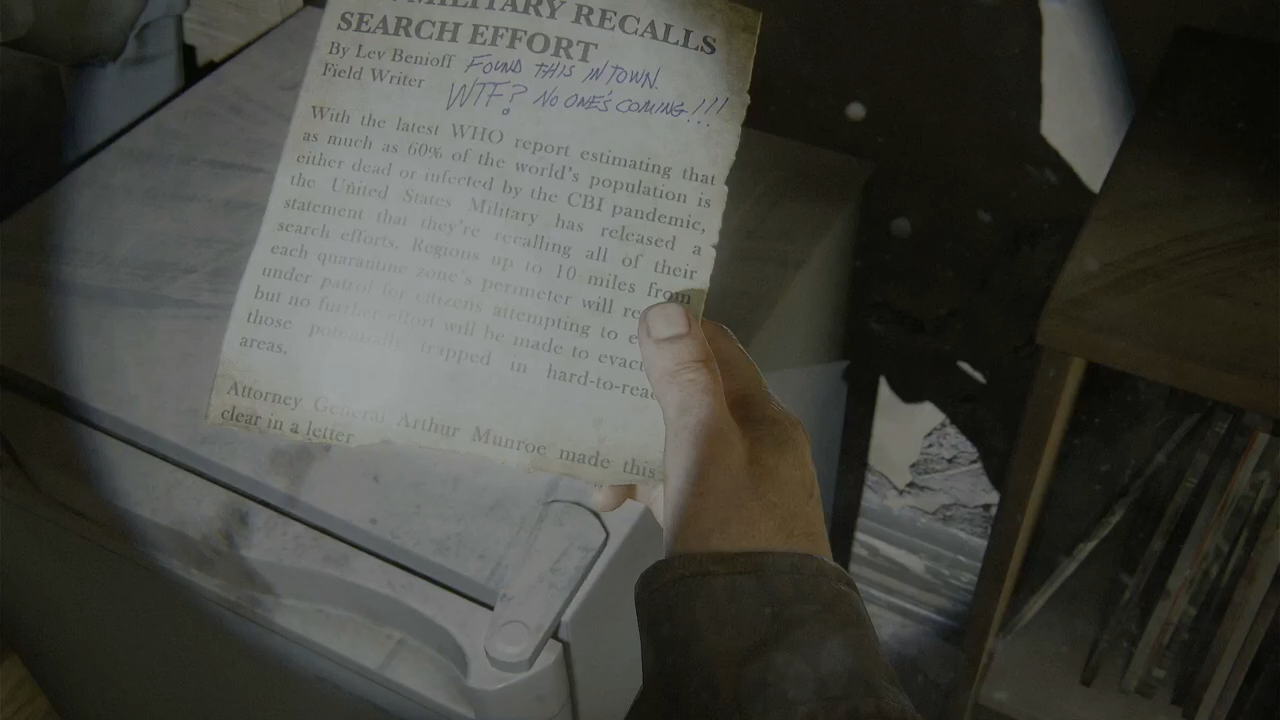 MILITARY RECALLS
SEARCH EFFORT
By Lev Benioff
Field Writer
FOUND THIS IN TOWN.
WTF? NO ONE'S COMING!!!
With the latest WHO report estimating that
as much as 60% of the world's population is
either dead or infected by the CBI pandemic,
the United States Military has released a
statement that they're recalling all of their
search efforts. Regions up to 10 miles from
each quarantine zone's perimeter will
under patrol for citizens attempting to
but no further effort will be made to
those potentially trapped in
areas.
Attorney General Arthur Munroe made this
clear in a letter